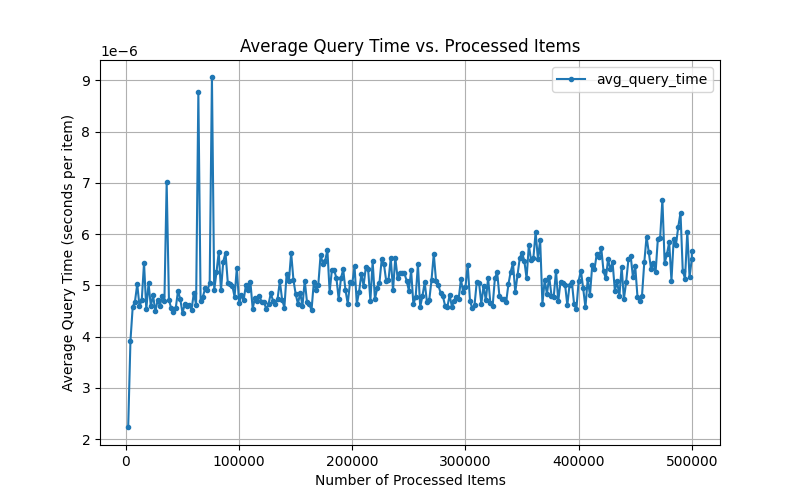 Average Query Time vs. Processed Items
1e−6
avg_query_time
9
8
7
6
5
4
3
2
Average Query Time (seconds per item)
0 100000 200000 300000 400000 500000
Number of Processed Items